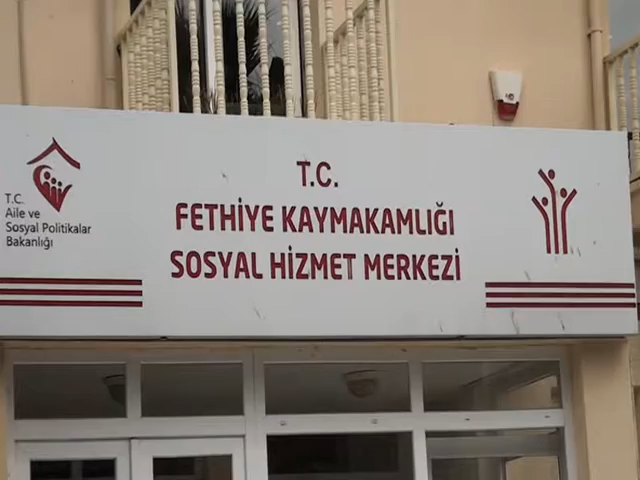 T.C.
Aile ve
Sosyal Politikalar
Bakanlığı
T.C.
FETHİYE KAYMAKAMLIĞI
SOSYAL HİZMET MERKEZİ